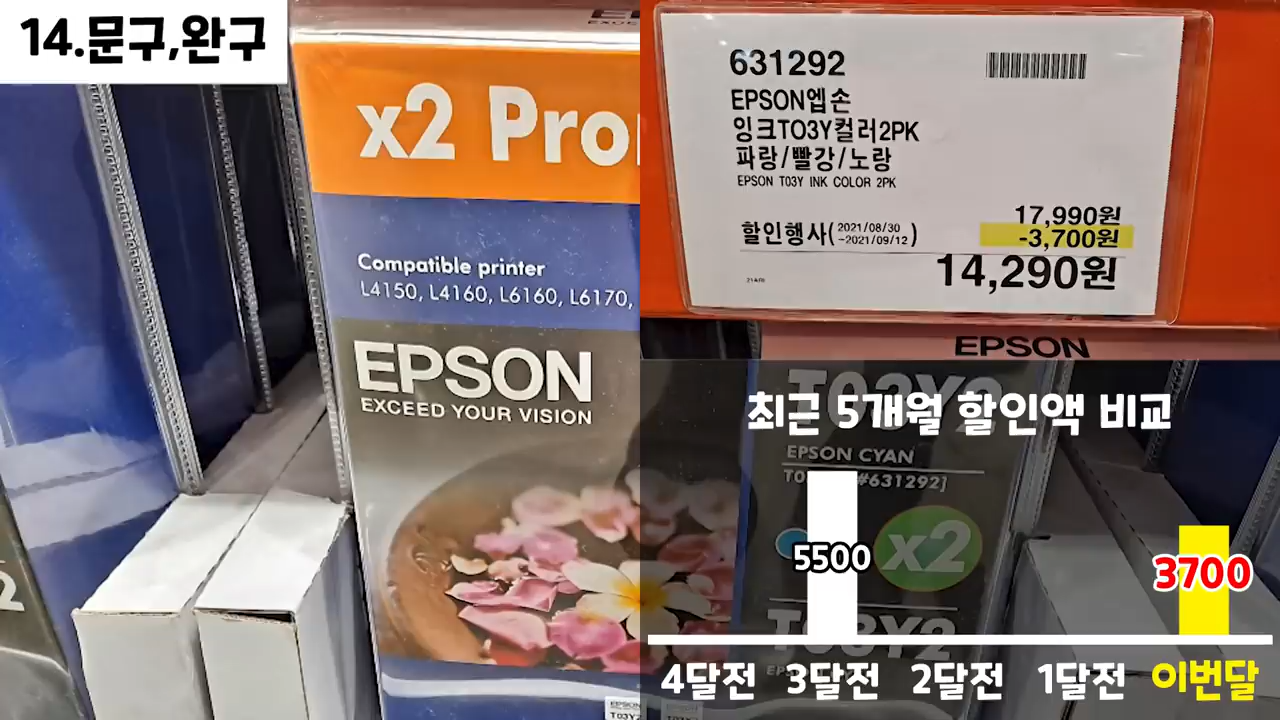 14.문구,완구
x2 Pro
Compatible printer
L4150, L4160, L6160, L6170,
EPSON
EXCEED YOUR VISION
631292
EPSON엡손
잉크T03Y컬러2PK
파랑/빨강/노랑
EPSON T03Y INK COLOR 2PK
17,990원
할인행사(2021/08/30
~2021/09/12)
-3,700원
14,290원
EPSON
T03Y2
최근 5개월 할인액 비교
EPSON CYAN
#631292]
x2
5500
3700
T03Y2
4달전 3달전 2달전 1달전 이번달
T03Y2